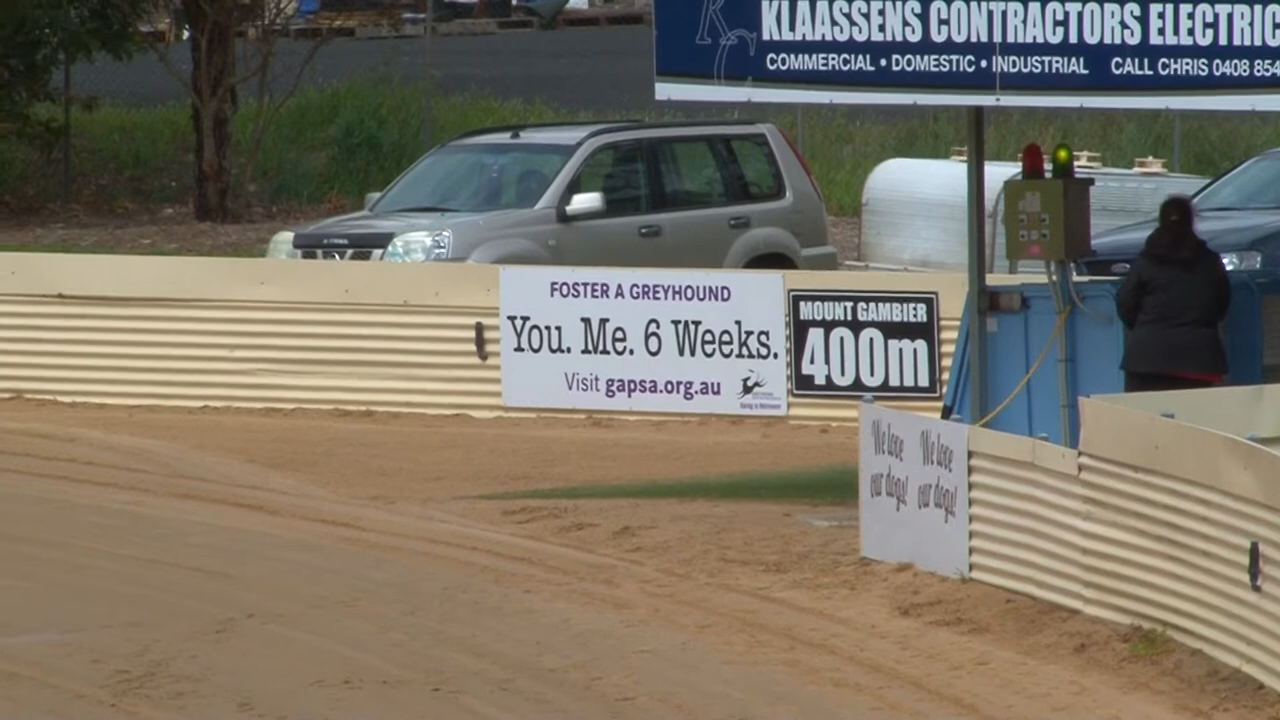 KLAASSENS CONTRACTORS ELECTRIC
COMMERCIAL • DOMESTIC • INDUSTRIAL CALL CHRIS 0408 854
FOSTER A GREYHOUND
You. Me. 6 Weeks.
Visit gapsa.org.au
MOUNT GAMBIER
400m
We love
our dogs!
We love
our dogs!